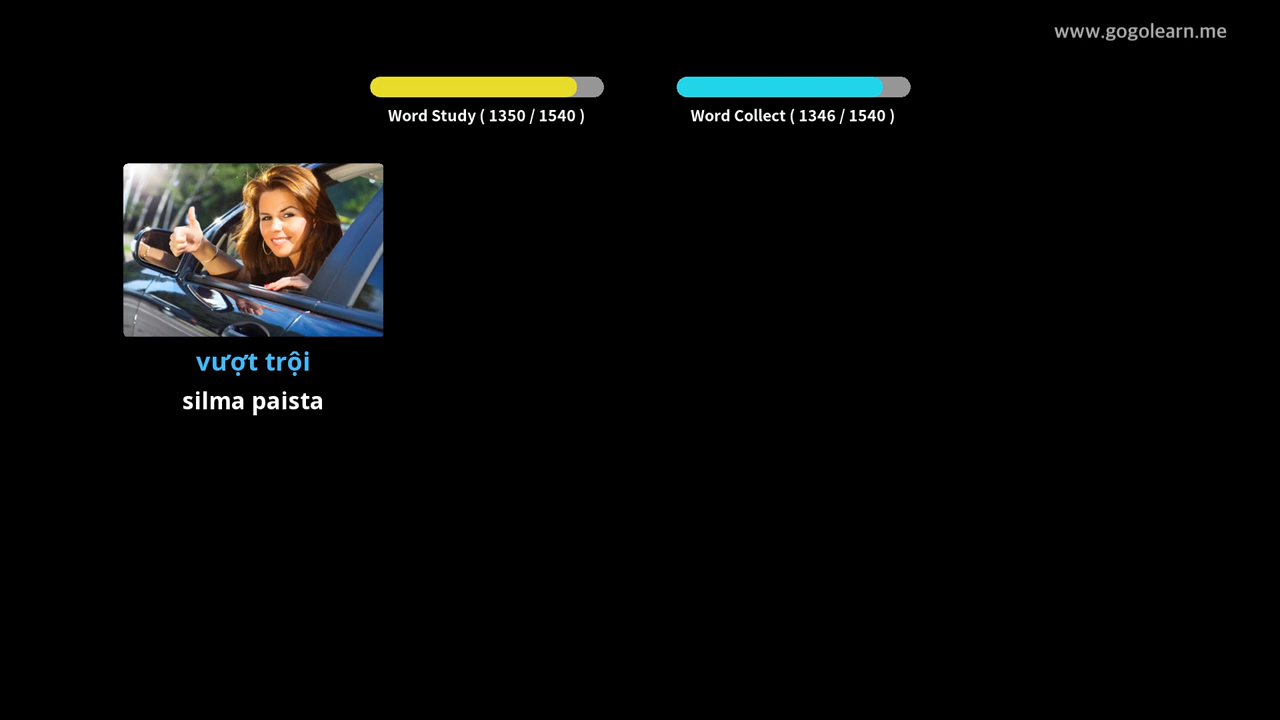 www.gogolearn.me
Word Study ( 1350 / 1540 )
Word Collect ( 1346 / 1540 )
vượt trội
silma paista